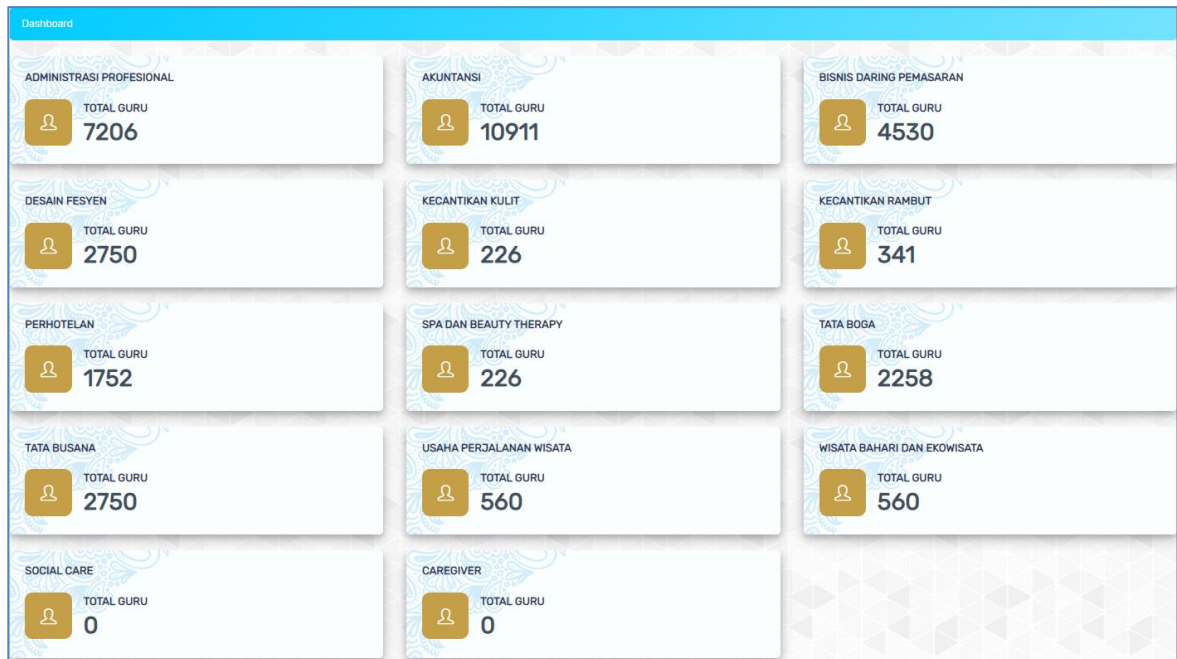 Dashboard
ADMINISTRASI PROFESIONAL
TOTAL GURU
7206
AKUNTANSI
TOTAL GURU
10911
BISNIS DARING PEMASARAN
TOTAL GURU
4530
DESAIN FESYEN
TOTAL GURU
2750
KECANTIKAN KULIT
TOTAL GURU
226
KECANTIKAN RAMBUT
TOTAL GURU
341
PERHOTELAN
TOTAL GURU
1752
SPA DAN BEAUTY THERAPY
TOTAL GURU
226
TATA BOGA
TOTAL GURU
2258
TATA BUSANA
TOTAL GURU
2750
USAHA PERJALANAN WISATA
TOTAL GURU
560
WISATA BAHARI DAN EKOWISATA
TOTAL GURU
560
SOCIAL CARE
TOTAL GURU
0
CAREGIVER
TOTAL GURU
0